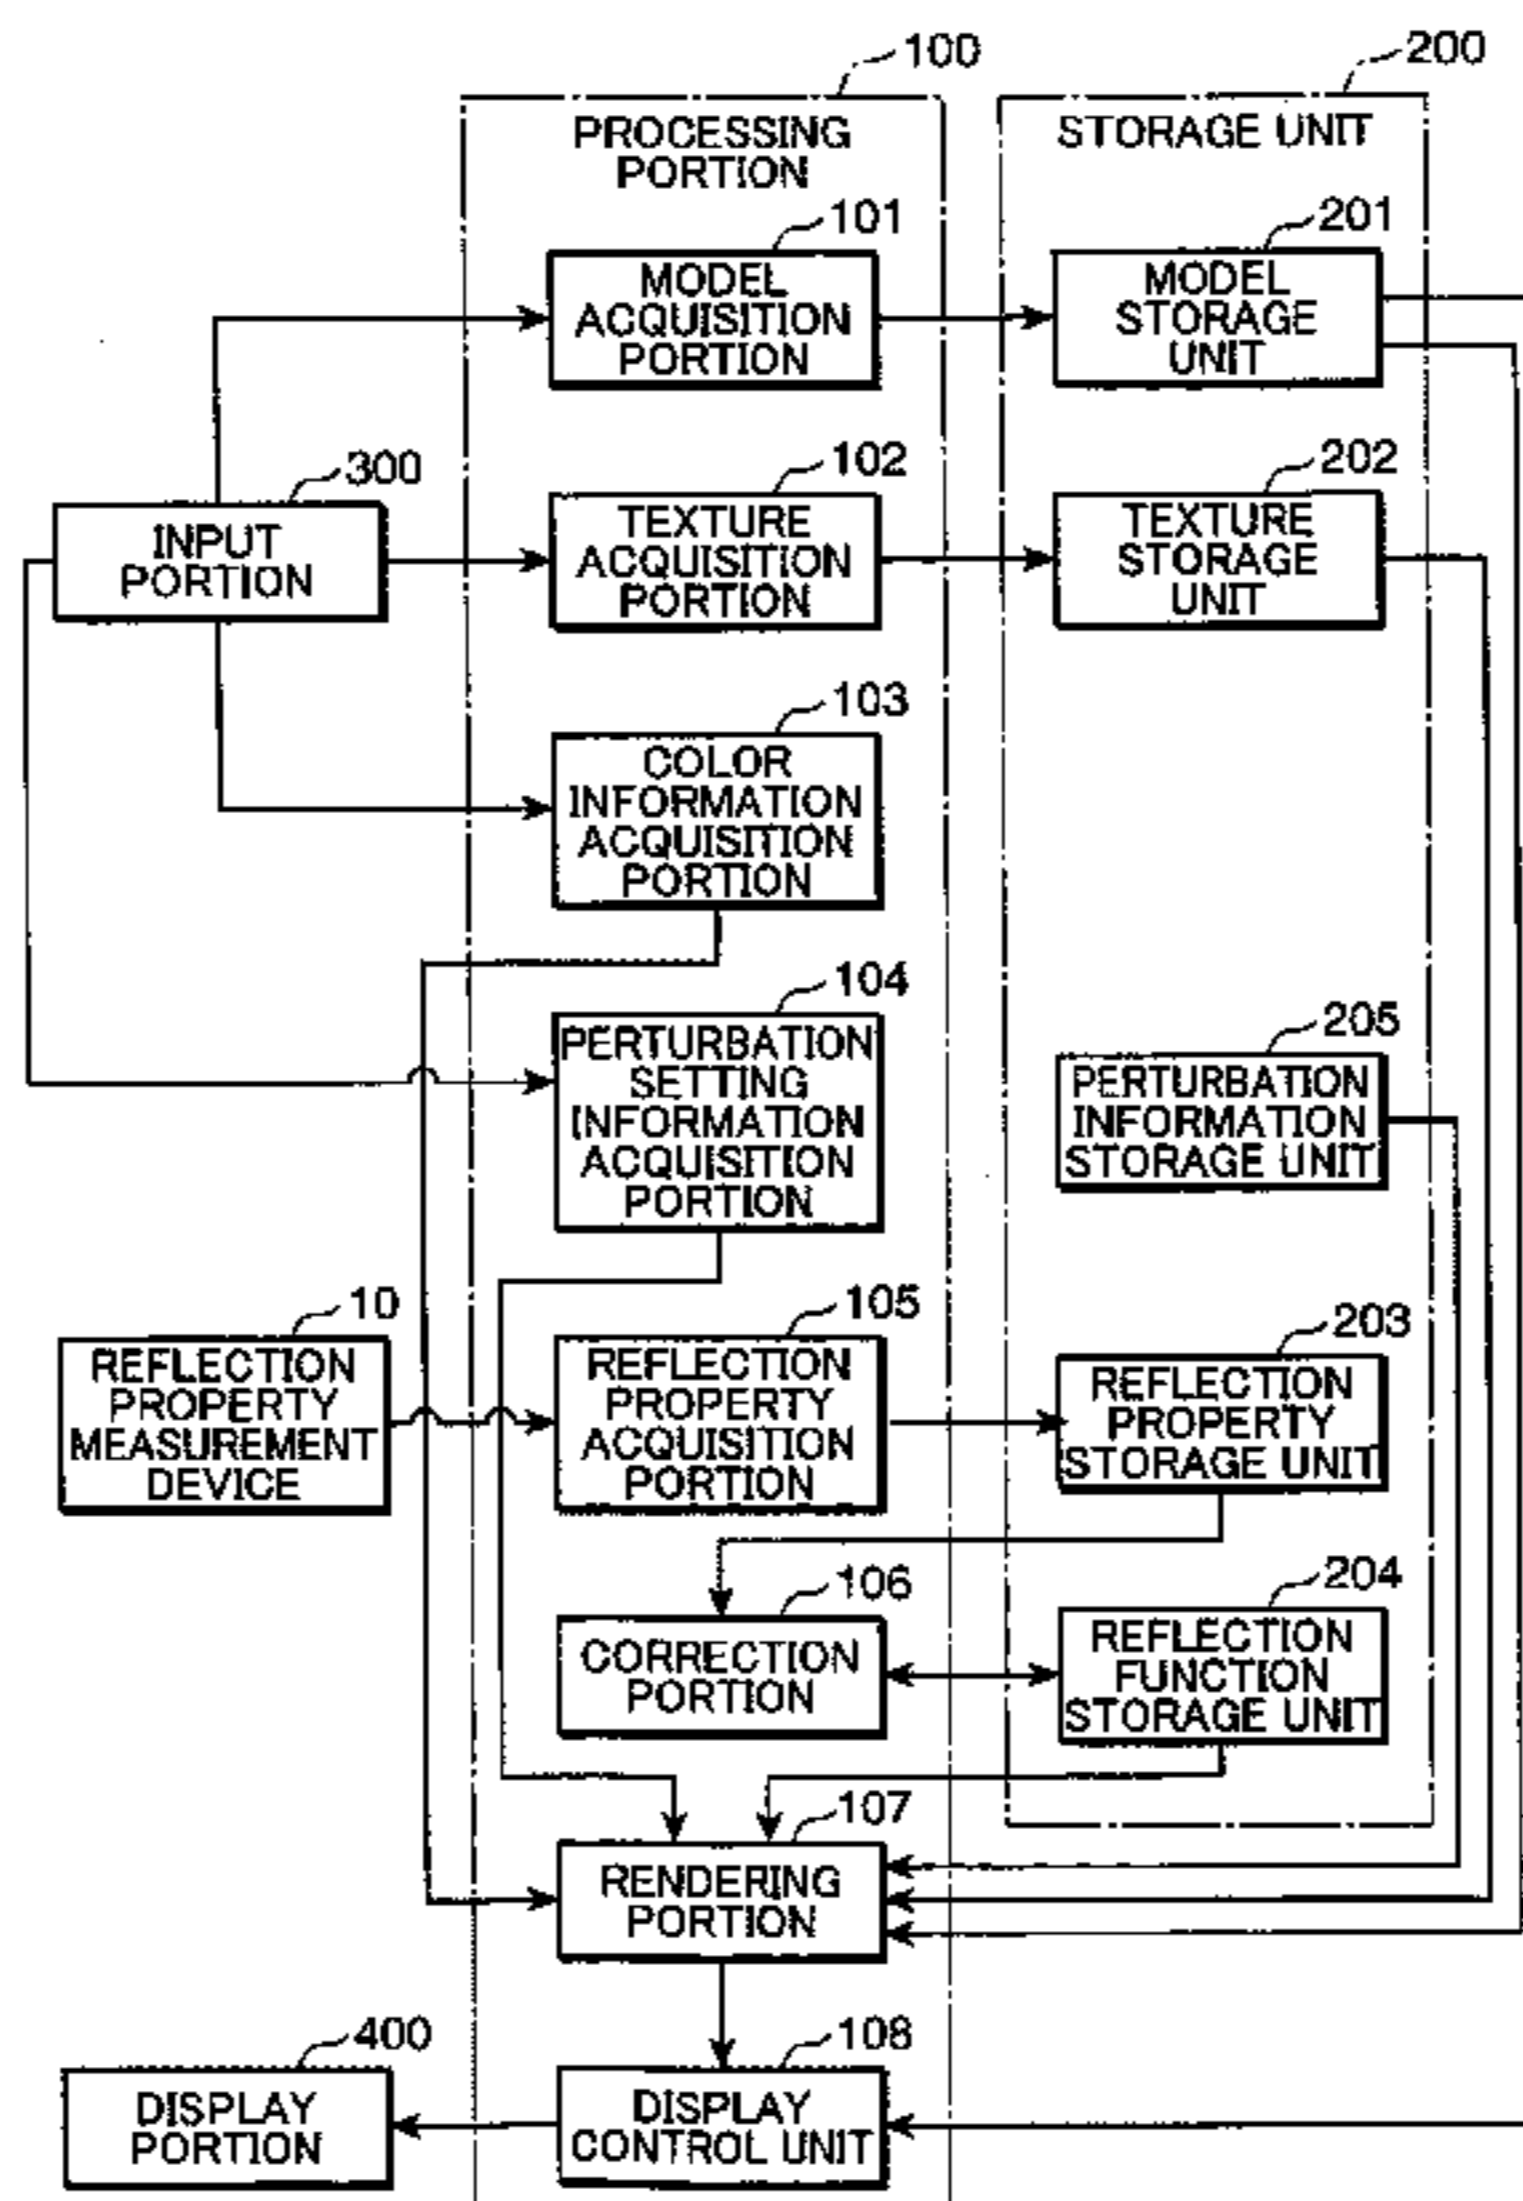 100
200
PROCESSING
PORTION
STORAGE UNIT
101
MODEL
ACQUISITION
PORTION
201
MODEL
STORAGE
UNIT
300
INPUT
PORTION
102
TEXTURE
ACQUISITION
PORTION
202
TEXTURE
STORAGE
UNIT
103
COLOR
INFORMATION
ACQUISITION
PORTION
104
PERTURBATION
SETTING
INFORMATION
ACQUISITION
PORTION
205
PERTURBATION
INFORMATION
STORAGE UNIT
10
REFLECTION
PROPERTY
MEASUREMENT
DEVICE
105
REFLECTION
PROPERTY
ACQUISITION
PORTION
203
REFLECTION
PROPERTY
STORAGE UNIT
106
CORRECTION
PORTION
204
REFLECTION
FUNCTION
STORAGE UNIT
107
RENDERING
PORTION
400
DISPLAY
PORTION
108
DISPLAY
CONTROL UNIT